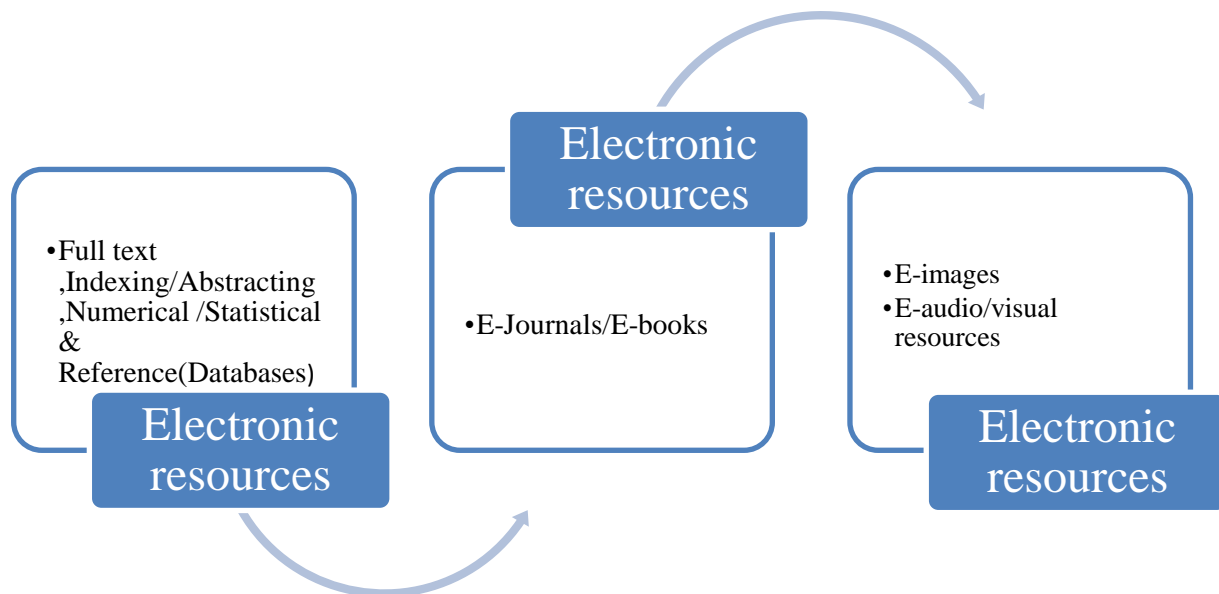 •Full text
,Indexing/Abstracting
,Numerical /Statistical
&
Reference(Databases)
Electronic
resources
Electronic
resources
•E-Journals/E-books
•E-images
•E-audio/visual
resources
Electronic
resources